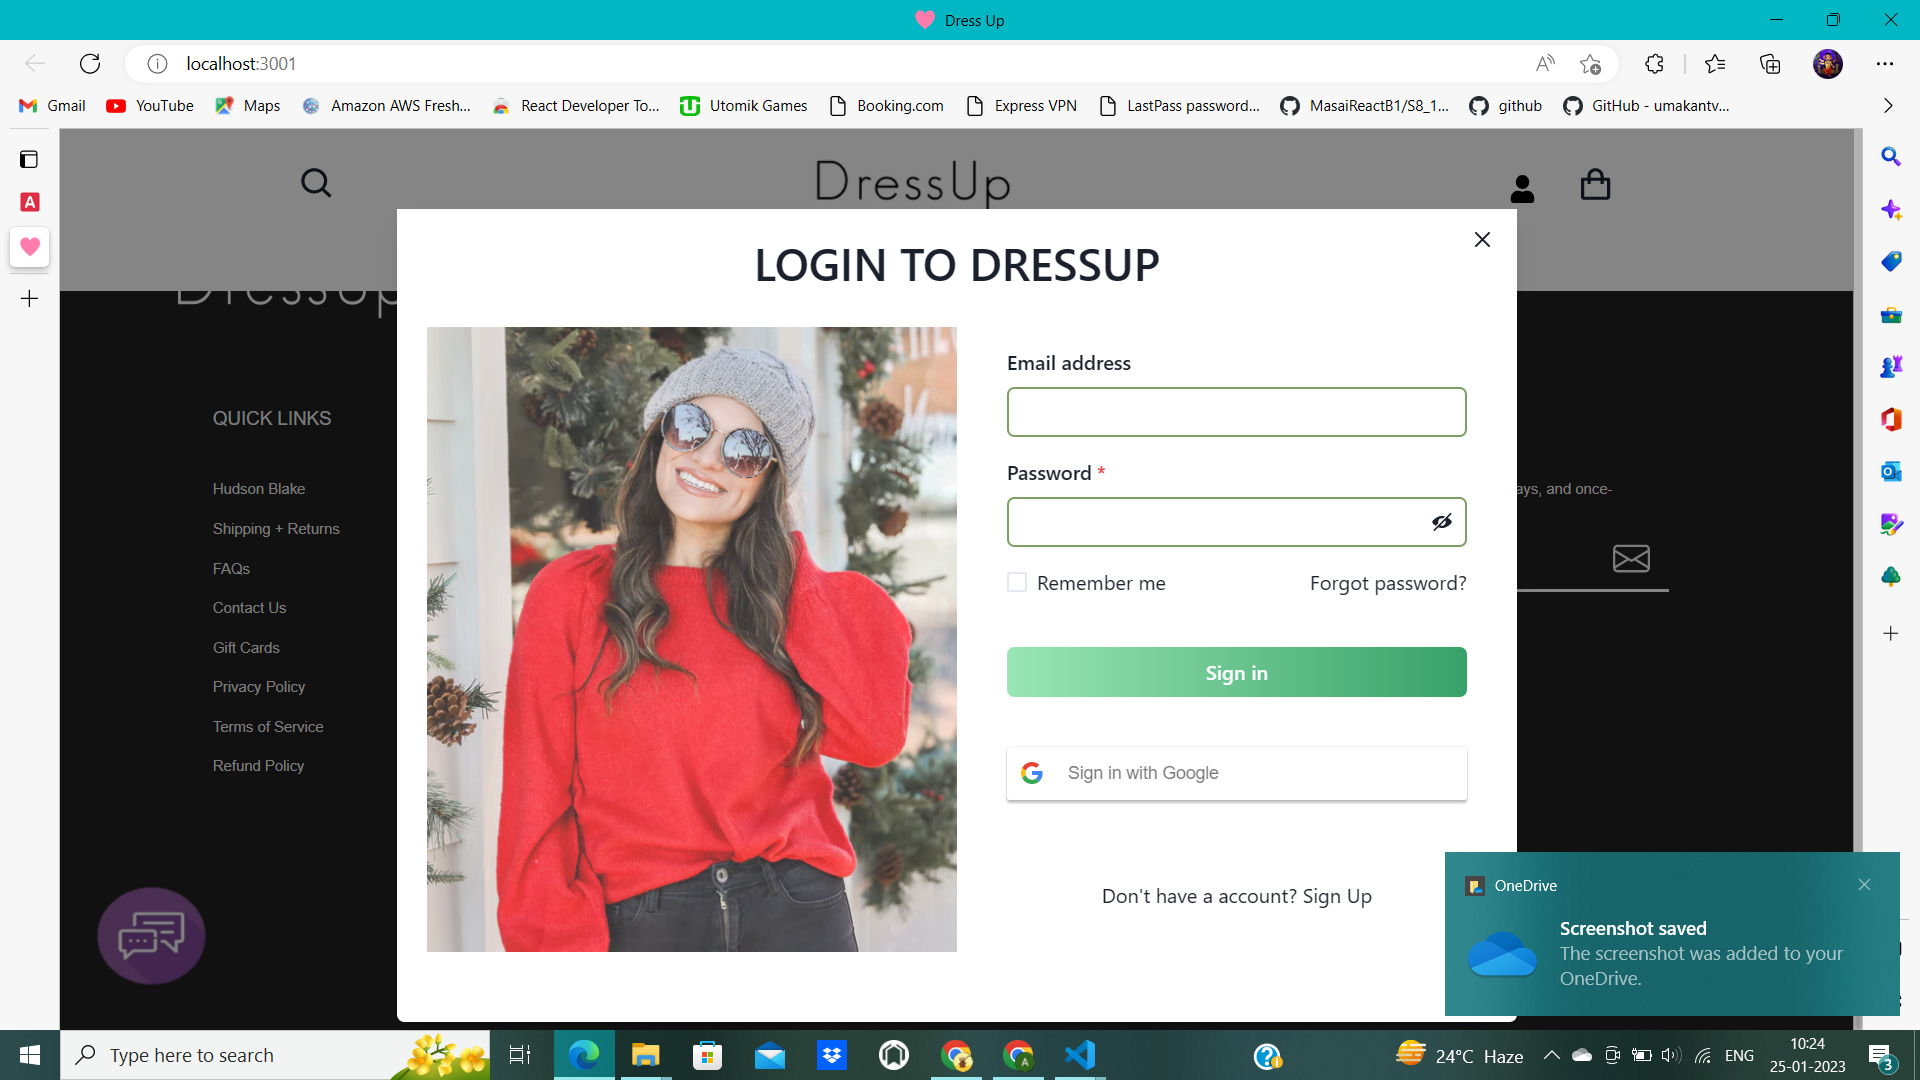 Dress Up
localhost:3001
Gmail
YouTube
Maps
Amazon AWS Fresh...
React Developer To...
Utomik Games
Booking.com
Express VPN
LastPass password...
MasaiReactB1/S8_1...
github
GitHub - umakantv...
DressUp
LOGIN TO DRESSUP
DressUp
QUICK LINKS
Hudson Blake
Shipping + Returns
FAQs
Contact Us
Gift Cards
Privacy Policy
Terms of Service
Refund Policy
Email address
Password *
Remember me
Forgot password?
Sign in
Sign in with Google
Don't have a account? Sign Up
ays, and once-
OneDrive
Screenshot saved
The screenshot was added to your
OneDrive.
Type here to search
24°C Haze
ENG
10:24
25-01-2023
3